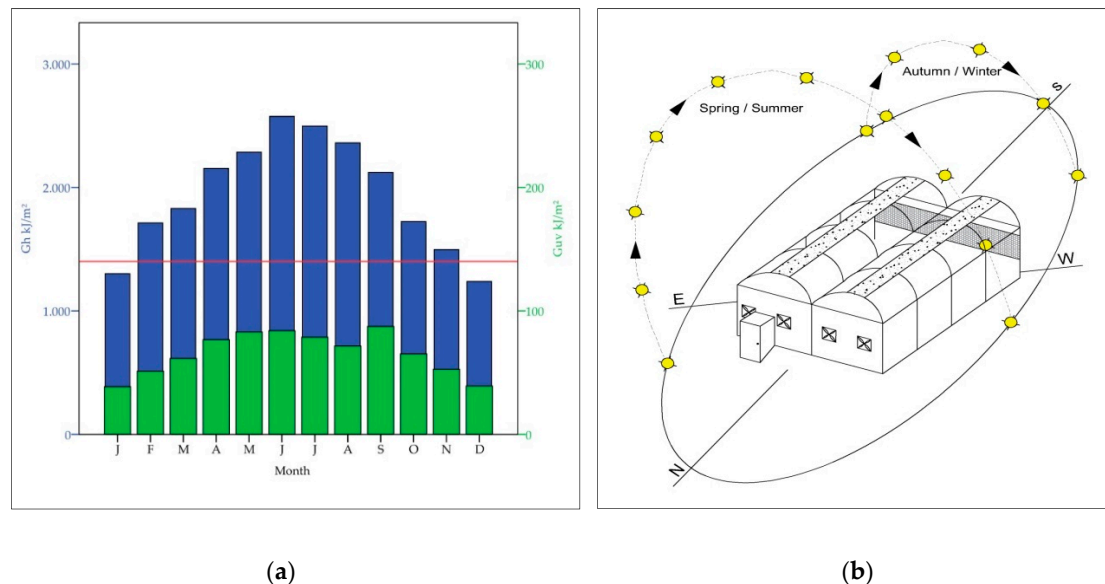 3.000
2.000
1.000
0
Gh kJ/m²
300
200
100
0
Guv kJ/m²
J F M A M J J A S O N D
Month
(a)
Autumn / Winter
Spring / Summer
S
W
E
N
(b)